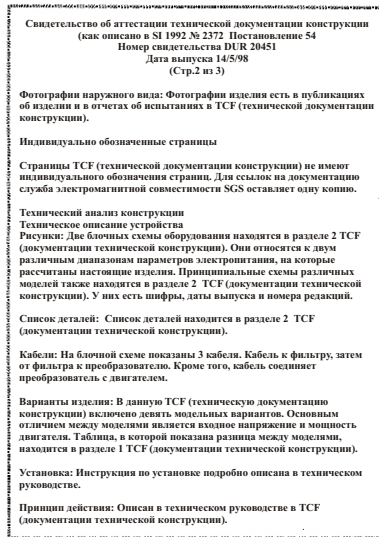 Свидетельство об аттестации технической документации конструкции
(как описано в SI 1992 № 2372 Постановление 54
Номер свидетельства DUR 20451
Дата выпуска 14/5/98
(Стр.2 из 3)
Фотографии наружного вида: Фотографии изделия есть в публикациях
об изделии и в отчетах об испытаниях в TCF (технической документации
конструкции).
Индивидуально обозначенные страницы
Страницы TCF (технической документации конструкции) не имеют
индивидуального обозначения страниц. Для ссылок на документацию
служба электромагнитной совместимости SGS оставляет одну копию.
Технический анализ конструкции
Техническое описание устройства
Рисунки: Две блочных схемы оборудования находятся в разделе 2 TCF
(документации технической конструкции). Они относятся к двум
различным диапазонам параметров электропитания, на которые
рассчитаны настоящие изделия. Принципиальные схемы различных
моделей также находятся в разделе 2 TCF (документации технической
конструкции). У них есть шифры, даты выпуска и номера редакций.
Список деталей: Список деталей находится в разделе 2 TCF
(документации технической конструкции).
Кабели: На блочной схеме показаны 3 кабеля. Кабель к фильтру, затем
от фильтра к преобразователю. Кроме того, кабель соединяет
преобразователь с двигателем.
Варианты изделия: В данную TCF (техническую документацию
конструкции) включено девять модельных вариантов. Основным
отличием между моделями является входное напряжение и мощность
двигателя. Таблица, в которой показана разница между моделями,
находится в разделе 1 TCF (документации технической конструкции).
Установка: Инструкция по установке подробно описана в техническом
руководстве.
Принцип действия: Описан в техническом руководстве в TCF
(документации технической конструкции).